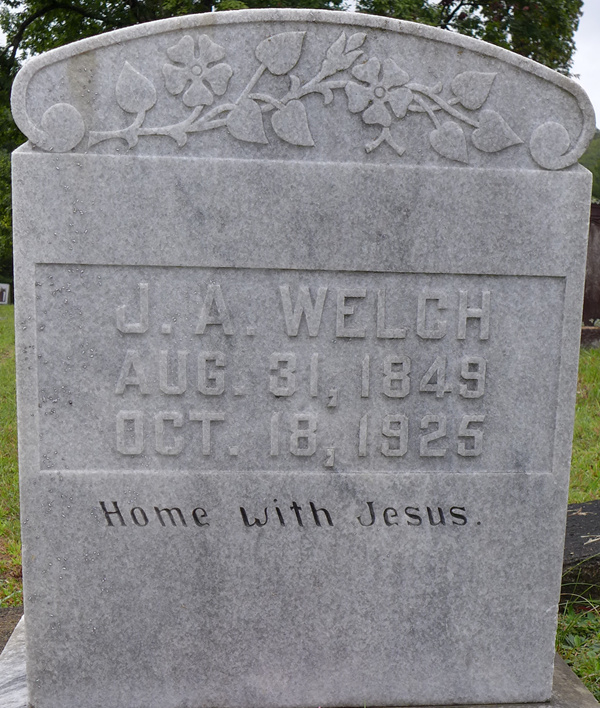 J. A. WELCH
AUG. 31, 1849
OCT. 18, 1925
Home with Jesus.